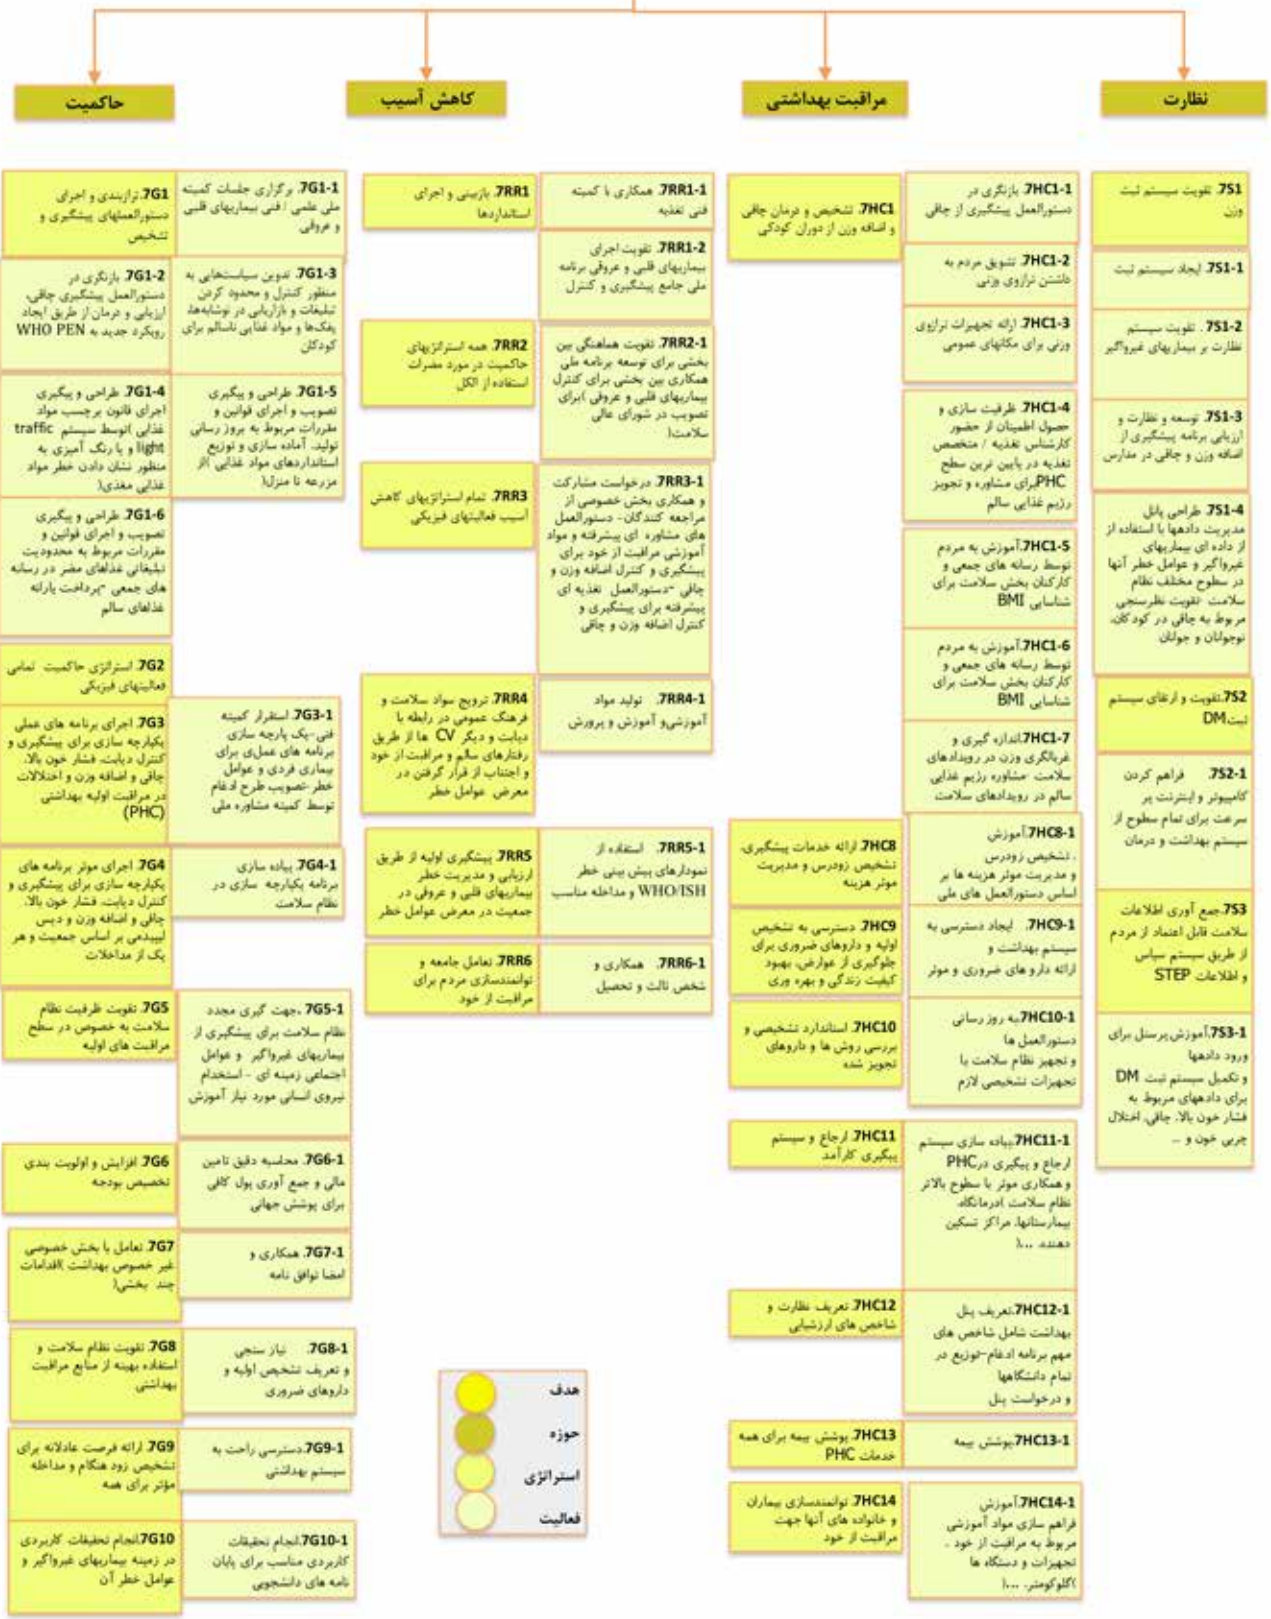 نظارت
7S1. تقویت سیستم ثبت
وزن
7S1-1. ایجاد سیستم ثبت
7S1-2. تقویت سیستم
نظارت بر بیماریهای غیرواگیر
7S1-3. توسعه و نظارت و
ارزیابی برنامه پیشگیری از
اضافه وزن و چاقی در مدارس
7S1-4. طراحی پانل
مدیریت دادهها با استفاده از
از داده ای بیماریهای
غیرواگیر و عوامل خطر آنها
در سطوح مختلف نظام
سلامت -تقویت نظرسنجی
مربوط به چاقی در کودکان،
نوجوانان و جوانان
7S2.تقویت و ارتقای سیستم
ثبتDM
7S2-1. فراهم کردن
کامپیوتر و اینترنت پر
سرعت برای تمام سطوح از
سیستم بهداشت و درمان
7S3.جمع آوری اطلاعات
سلامت قابل اعتماد از مردم
از طریق سیستم سپاس
و اطلاعات STEP
7S3-1.آموزش پرسنل برای
ورود دادهها
و تکمیل سیستم ثبت DM
برای دادههای مربوط به
فشار خون بالا، چاقی، اختلال
چربی خون و ...
مراقبت بهداشتی
7HC1. تشخیص و درمان چاقی
و اضافه وزن از دوران کودکی
7HC1-1. بازنگری در
دستورالعمل پیشگیری از چاقی
7HC1-2. تشویق مردم به
داشتن ترازوی وزنی
7HC1-3. ارائه تجهیزات ترازوی
وزنی برای مکانهای عمومی
7HC1-4. ظرفیت سازی و
حصول اطمینان از حضور
کارشناس تغذیه / متخصص
تغذیه در پایین ترین سطح
PHCبرای مشاوره و تجویز
رژیم غذایی سالم
7HC1-5.آموزش به مردم
توسط رسانه های جمعی و
کارکنان بخش سلامت برای
شناسایی BMI
7HC1-6.آموزش به مردم
توسط رسانه های جمعی و
کارکنان بخش سلامت برای
شناسایی BMI
7HC1-7.اندازه گیری و
غربالگری وزن در رویدادهای
سلامت -مشاوره رژیم غذایی
سالم در رویدادهای سلامت
7HC8. ارائه خدمات پیشگیری،
تشخیص زودرس و مدیریت
موثر هزینه
7HC8-1.آموزش
، تشخیص زودرس
و مدیریت موثر هزینه ها بر
اساس دستورالعمل های ملی
7HC9. دسترسی به تشخیص
اولیه و داروهای ضروری برای
جلوگیری از عوارض، بهبود
کیفیت زندگی و بهره وری
7HC9-1. ایجاد دسترسی به
سیستم بهداشت و
ارائه دارو های ضروری و موثر
7HC10. استاندارد تشخیصی و
بررسی روش ها و داروهای
تجویز شده
7HC10-1.به روز رسانی
دستورالعمل ها
و تجهیز نظام سلامت با
تجهیزات تشخیصی لازم
7HC11. ارجاع و سیستم
پیگیری کارآمد
7HC11-1.پیاده سازی سیستم
ارجاع و پیگیری درPHC
و همکاری موثر با سطوح بالاتر
نظام سلامت )درمانگاه،
بیمارستانها، مراکز تسکین
دهنده، ...(
7HC12. تعریف نظارت و
شاخص های ارزشیابی
7HC12-1.تعریف پنل
بهداشت شامل شاخص های
مهم برنامه ادغام-توزیع در
تمام دانشگاهها
و درخواست پنل
7HC13. پوشش بیمه برای همه
خدمات PHC
7HC13-1.پوشش بیمه
7HC14. توانمندسازی بیماران
و خانواده های آنها جهت
مراقبت از خود
7HC14-1.آموزش
فراهم سازی مواد آموزشی
مربوط به مراقبت از خود ،
تجهیزات و دستگاه ها
)گلوکومتر، ...(
کاهش آسیب
7RR1. بازبینی و اجرای
استانداردها
7RR1-1. همکاری با کمیته
فنی تغذیه
7RR1-2. تقویت اجرای
بیماریهای قلبی و عروقی برنامه
ملی جامع پیشگیری و کنترل
7RR2. همه استراتژیهای
حاکمیت در مورد مضرات
استفاده از الکل
7RR2-1. تقویت هماهنگی بین
بخشی برای توسعه برنامه ملی
همکاری بین بخشی برای کنترل
بیماریهای قلبی و عروقی )برای
تصویب در شورای عالی
سلامت(
7RR3. تمام استراتژیهای کاهش
آسیب فعالیتهای فیزیکی
7RR3-1. درخواست مشارکت
و همکاری بخش خصوصی از
مراجعه کنندگان- دستورالعمل
های مشاوره ای پیشرفته و مواد
آموزشی مراقبت از خود برای
پیشگیری و کنترل اضافه وزن و
چاقی -دستورالعمل تغذیه ای
پیشرفته برای پیشگیری و
کنترل اضافه وزن و چاقی
7RR4. ترویج سواد سلامت و
فرهنگ عمومی در رابطه با
دیابت و دیگر CV ها از طریق
رفتارهای سالم و مراقبت از خود
و اجتناب از قرار گرفتن در
معرض عوامل خطر
7RR4-1. تولید مواد
آموزشیو آموزش و پرورش
7RR5. پیشگیری اولیه از طریق
ارزیابی و مدیریت خطر
بیماریهای قلبی و عروقی در
جمعیت در معرض عوامل خطر
7RR5-1. استفاده از
نمودارهای پیش بینی خطر
WHO/ISH و مداخله مناسب
7RR6. تعامل جامعه و
توانمندسازی مردم برای
مراقبت از خود
7RR6-1. همکاری و
شخص ثالث و تحصیل
حاکمیت
7G1.ترازبندی و اجرای
دستورالعملهای پیشگیری و
تشخیص
7G1-1. برگزاری جلسات کمیته
ملی علمی / فنی بیماریهای قلبی
و عروقی
7G1-2. بازنگری در
دستورالعمل پیشگیری چاقی،
ارزیابی و درمان از طریق ایجاد
رویکرد جدید به WHO PEN
7G1-3. تدوین سیاستهایی به
منظور کنترل و محدود کردن
تبلیغات و بازاریابی در نوشابهها،
پفکها و مواد غذایی ناسالم برای
کودکان
7G1-4. طراحی و پیگیری
اجرای قانون برچسب مواد
غذایی )توسط سیستم traffic
light و یا رنگ آمیزی به
منظور نشان دادن خطر مواد
غذایی مغذی(
7G1-5. طراحی و پیگیری
تصویب و اجرای قوانین و
مقررات مربوط به بروز رسانی
تولید، آماده سازی و توزیع
استانداردهای مواد غذایی )از
مزرعه تا منزل(
7G1-6. طراحی و پیگیری
تصویب و اجرای قوانین و
مقررات مربوط به محدودیت
تبلیغاتی غذاهای مضر در رسانه
های جمعی -پرداخت یارانه
غذاهای سالم
7G2. استراتژی حاکمیت تمامی
فعالیتهای فیزیکی
7G3. اجرای برنامه های عملی
یکپارچه سازی برای پیشگیری و
کنترل دیابت، فشار خون بالا،
چاقی و اضافه وزن و اختلالات
در مراقبت اولیه بهداشتی
(PHC)
7G3-1. استقرار کمیته
فنی-یک پارچه سازی
برنامه های عملی برای
بیماری فردی و عوامل
خطر -تصویب طرح ادغام
توسط کمیته مشاوره ملی
7G4. اجرای موثر برنامه های
یکپارچه سازی برای پیشگیری و
کنترل دیابت، فشار خون بالا،
چاقی و اضافه وزن و دیس
لیپیدمی بر اساس جمعیت و هر
یک از مداخلات
7G4-1. پیاده سازی
برنامه یکپارچه سازی در
نظام سلامت
7G5. تقویت ظرفیت نظام
سلامت به خصوص در سطح
مراقبت های اولیه
7G5-1 .جهت گیری مجدد
نظام سلامت برای پیشگیری از
بیماریهای غیرواگیر و عوامل
اجتماعی زمینه ای - استخدام
نیروی انسانی مورد نیاز آموزش
7G6. افزایش و اولویت بندی
تخصیص بودجه
7G6-1. محاسبه دقیق تامین
مالی و جمع آوری پول کافی
برای پوشش جهانی
7G7. تعامل با بخش خصوصی
غیر خصوص بهداشت )اقدامات
چند بخشی(
7G7-1. همکاری و
امضا توافق نامه
7G8. تقویت نظام سلامت و
استفاده بهینه از منابع مراقبت
بهداشتی
7G8-1. نیاز سنجی
و تعریف تشخیص اولیه و
داروهای ضروری
7G9. ارائه فرصت عادلانه برای
تشخیص زود هنگام و مداخله
مؤثر برای همه
7G9-1.دسترسی راحت به
سیستم بهداشتی
7G10.انجام تحقیقات کاربردی
در زمینه بیماریهای غیرواگیر و
عوامل خطر آن
7G10-1.انجام تحقیقات
کاربردی مناسب برای پایان
نامه های دانشجویی
هدف
حوزه
استراتژی
فعالیت